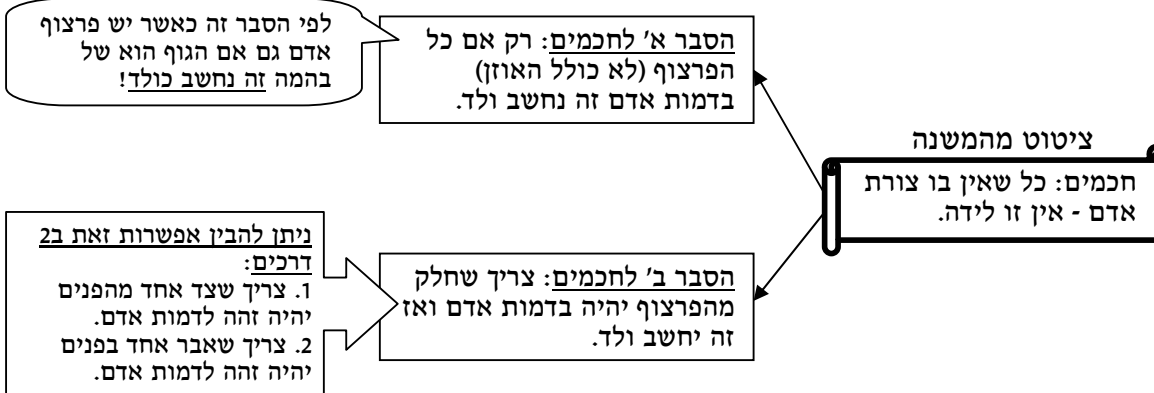 ציטוט מהמשנה
חכמים: כל שאין בו צורת
אדם - אין זו לידה.
הסבר א' לחכמים: רק אם כל
הפרצוף (לא כולל האוזן)
בדמות אדם זה נחשב ולד.
לפי הסבר זה כאשר יש פרצוף
אדם גם אם הגוף הוא של
בהמה זה נחשב כולד!
הסבר ב' לחכמים: צריך שחלק
מהפרצוף יהיה בדמות אדם ואז
זה יחשב ולד.
ניתן להבין אפשרות זאת ב2
דרכים:
1. צריך שצד אחד מהפנים
יהיה זהה לדמות אדם.
2. צריך שאבר אחד בפנים
יהיה זהה לדמות אדם.